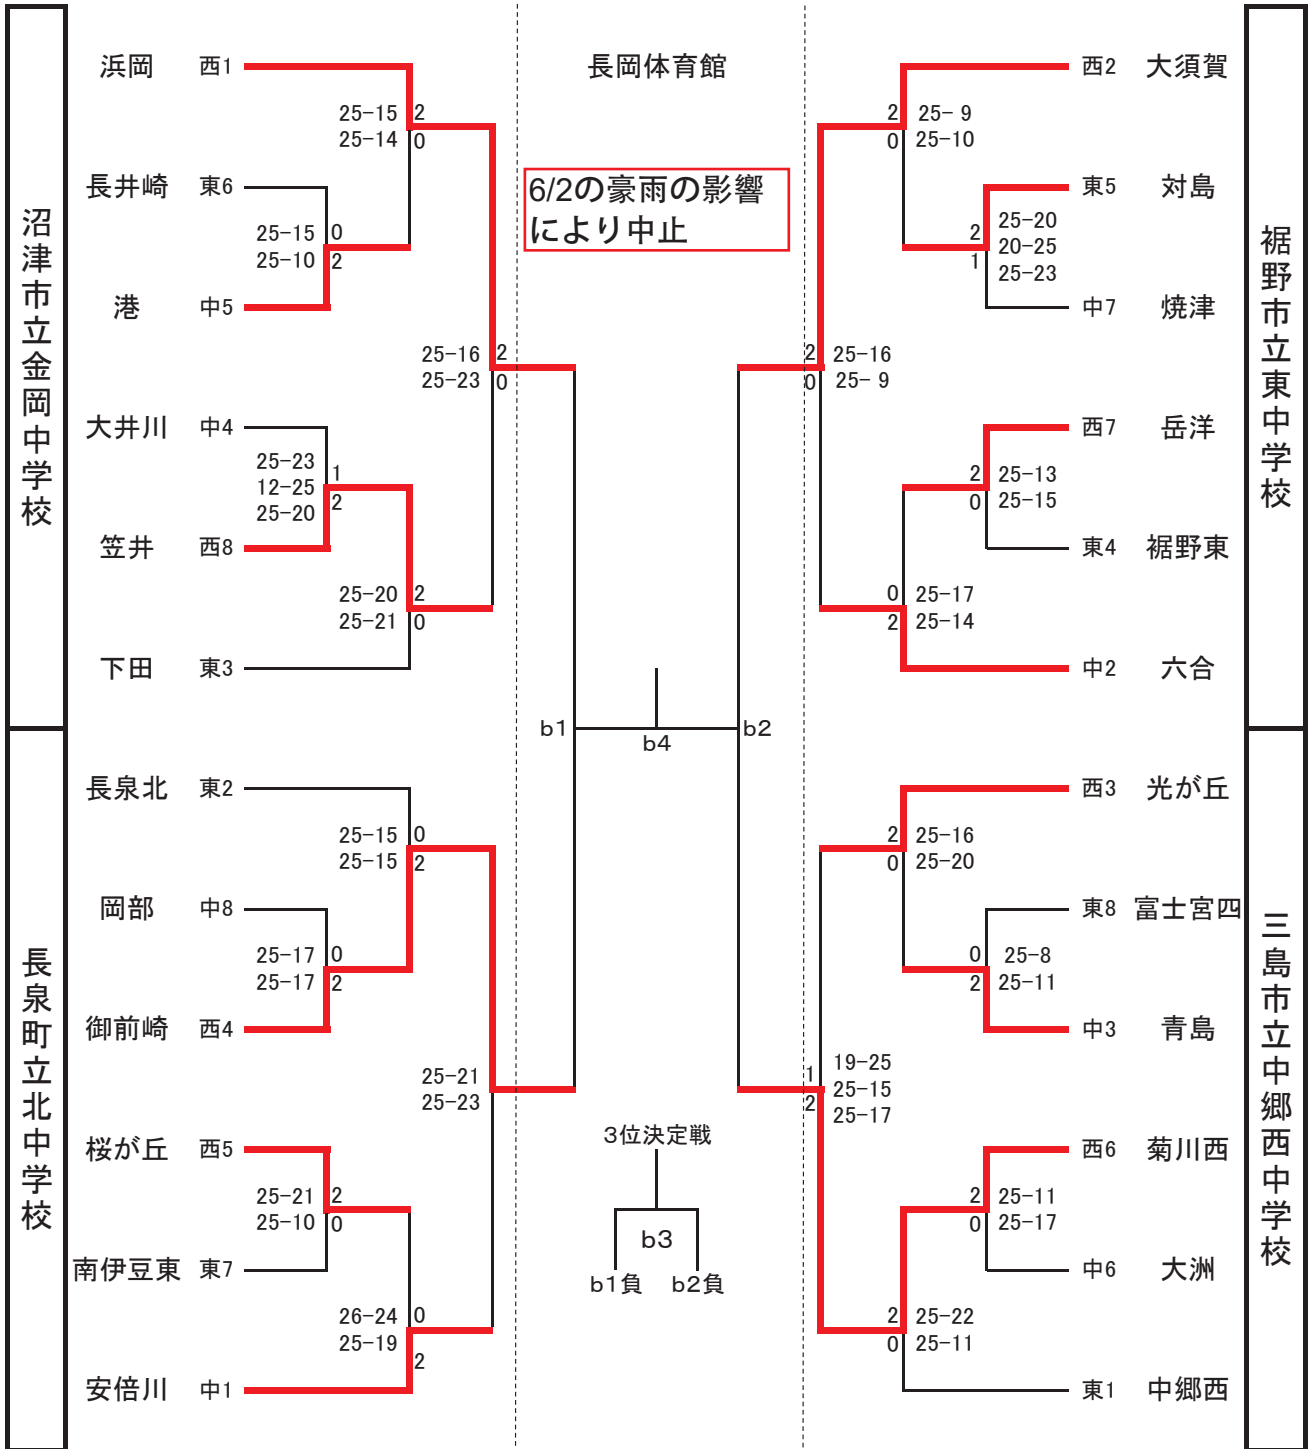 沼津市立金岡中学校
長泉町立北中学校
浜岡 西1
25-15 2
25-14 0
長井崎 東6
25-15 0
25-10 2
港 中5
25-16 2
25-23 0
大井川 中4
25-23 1
12-25 2
25-20
笠井 西8
25-20 2
25-21 0
下田 東3
長泉北 東2
25-15 0
25-15 2
岡部 中8
25-17 0
25-17 2
御前崎 西4
25-21
25-23
桜が丘 西5
25-21 2
25-10 0
南伊豆東 東7
26-24 0
25-19 2
安倍川 中1
長岡体育館
6/2の豪雨の影響
により中止
b1
b4
b2
3位決定戦
b3
b1負 b2負
西2 大須賀
2 25- 9
0 25-10
東5 対島
25-20
2 20-25
1 25-23
中7 焼津
2 25-16
0 25- 9
西7 岳洋
2 25-13
0 25-15
東4 裾野東
0 25-17
2 25-14
中2 六合
西3 光が丘
2 25-16
0 25-20
東8 富士宮四
0 25-8
2 25-11
中3 青島
19-25
1 25-15
2 25-17
西6 菊川西
2 25-11
0 25-17
中6 大洲
2 25-22
0 25-11
東1 中郷西
裾野市立東中学校
三島市立中郷西中学校